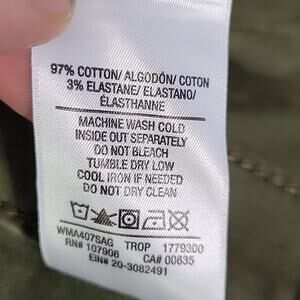 97% COTTON/ ALGODÓN/ COTON
3% ELASTANE/ ELASTANO/
ÉLASTHANNE
MACHINE WASH COLD
INSIDE OUT SEPARATELY
DO NOT BLEACH
TUMBLE DRY LOW
COOL IRON IF NEEDED
DO NOT DRY CLEAN
WMA407SAG TROP 1779300
RN# 107906 CA# 00635
EIN# 20-3082491